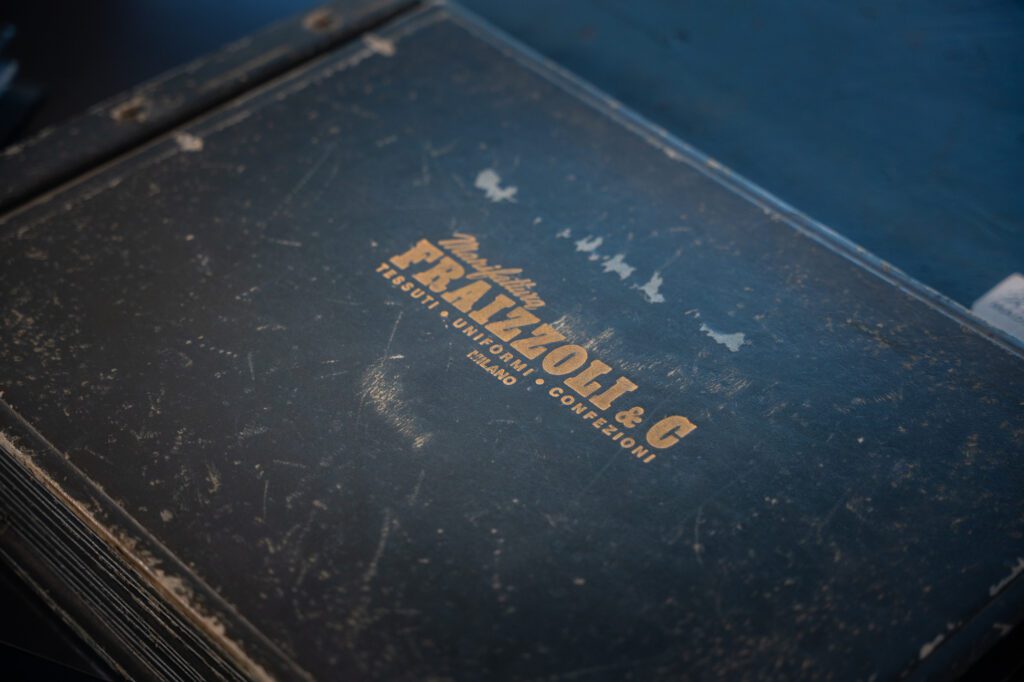 Manifattura
FRAIZZOLI & C
TESSUTI • UNIFORMI • CONFEZIONI
MILANO